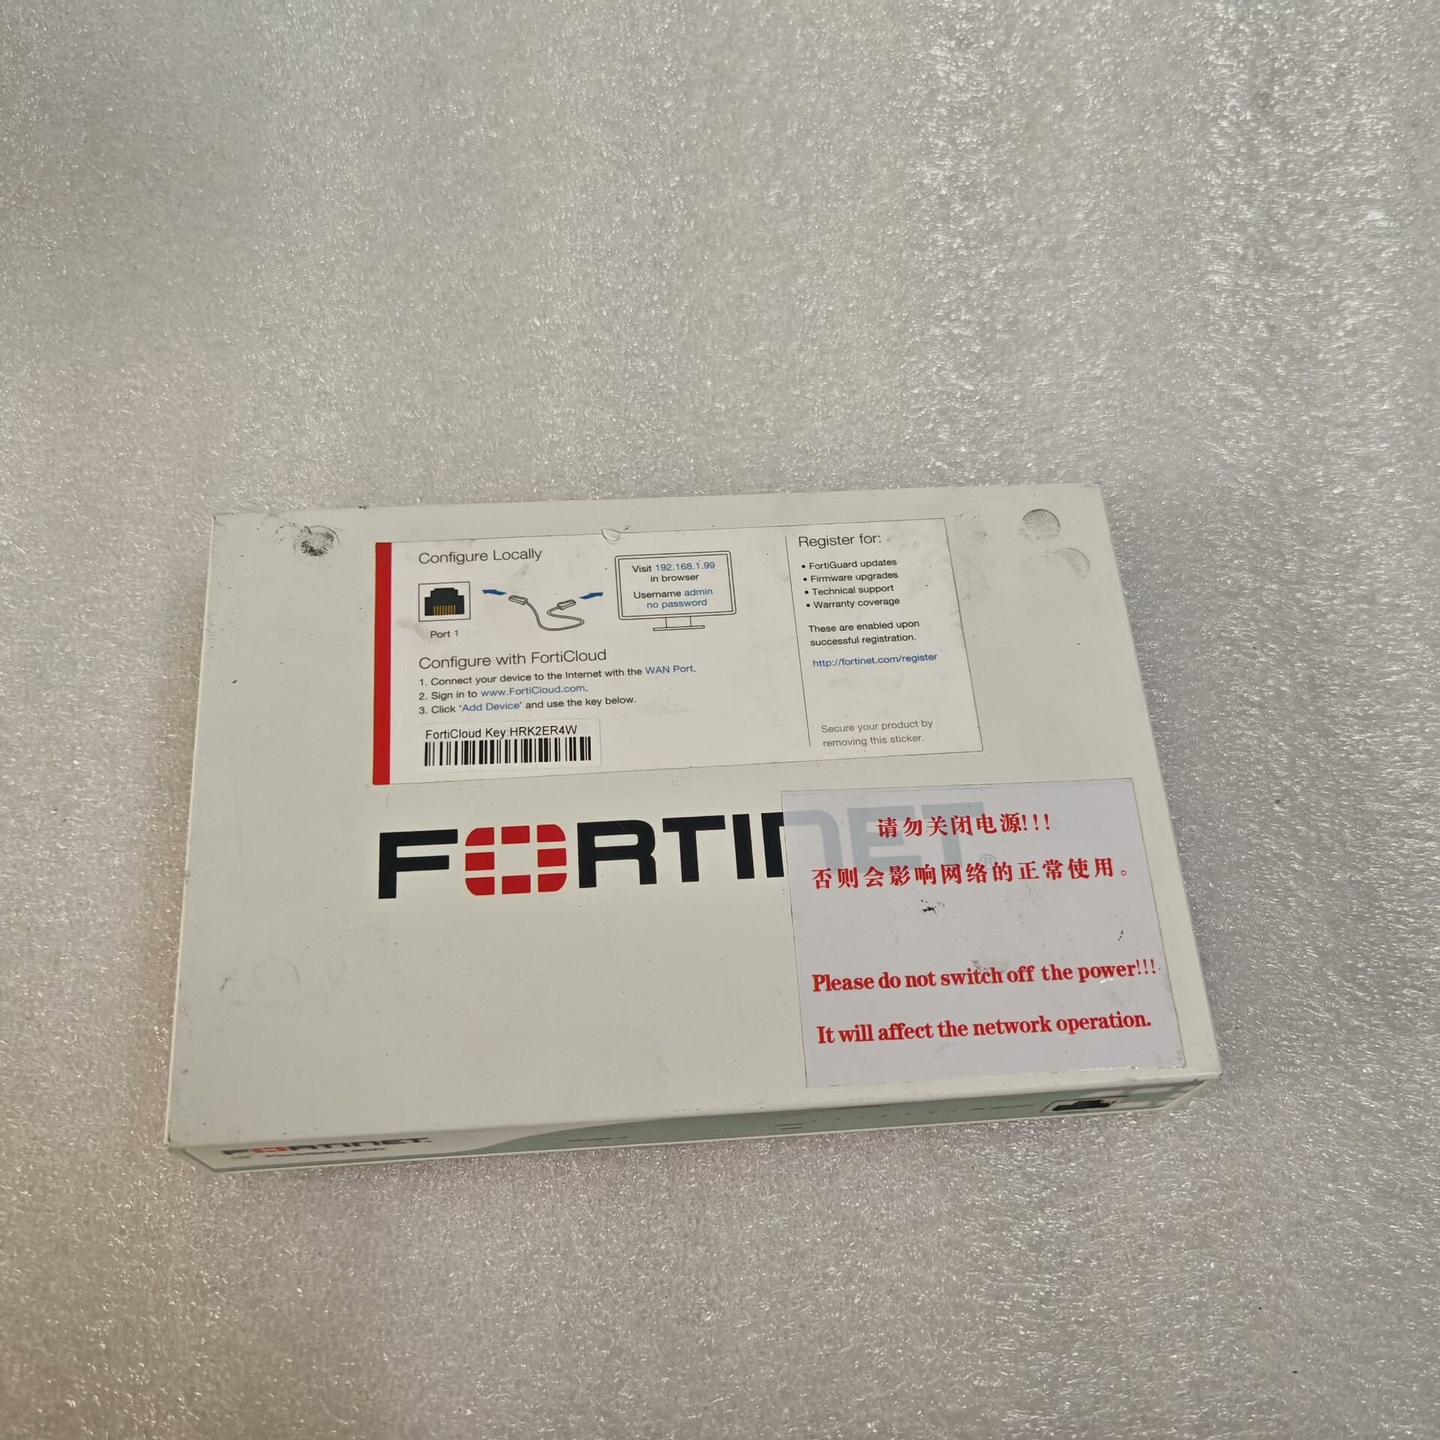 Configure Locally
Port 1
Visit 192.168.1.99
in browser
Username admin
no password
Configure with FortiCloud
1. Connect your device to the Internet with the WAN Port.
2. Sign in to www.FortiCloud.com.
3. Click 'Add Device' and use the key below.
FortiCloud Key:HRK2ER4W
Register for:
• FortiGuard updates
• Firmware upgrades
• Technical support
• Warranty coverage
These are enabled upon
successful registration.
http://fortinet.com/register
Secure your product by
removing this sticker.
FORTINET®
请勿关闭电源!!!
否则会影响网络的正常使用。
Please do not switch off the power!!!
It will affect the network operation.
FORTINET